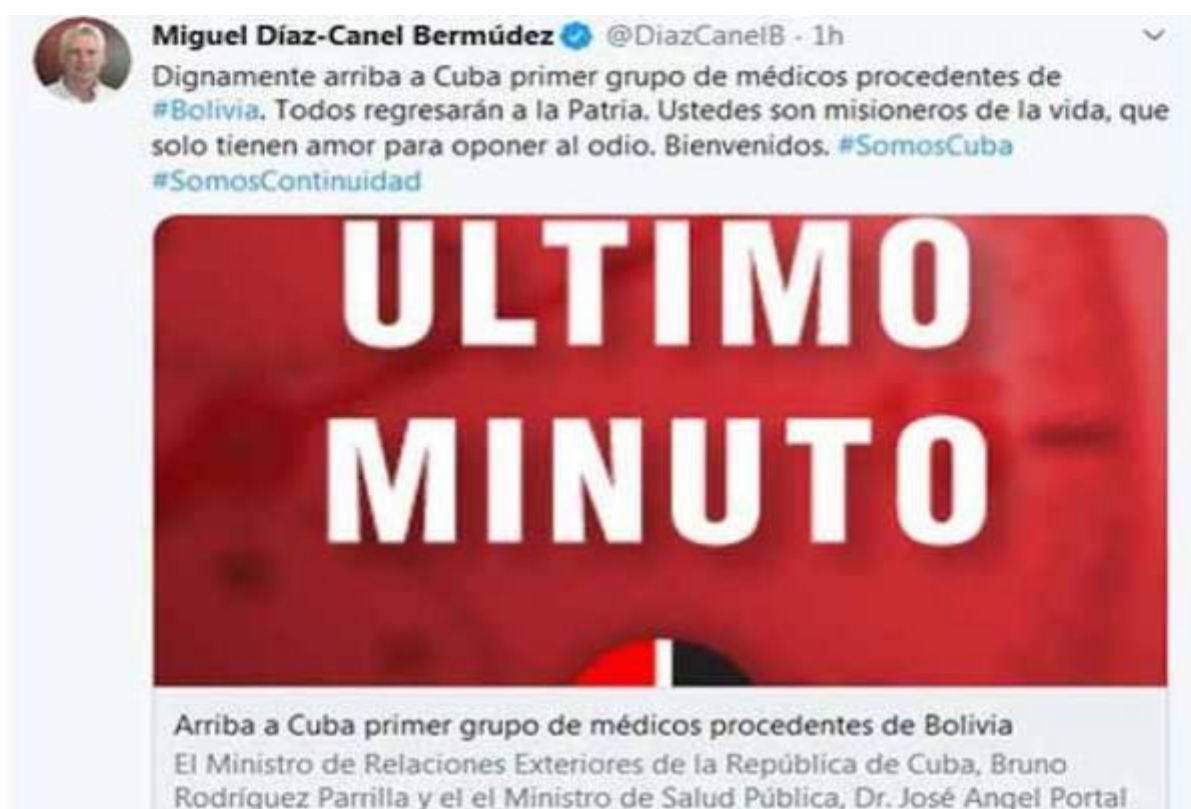 Miguel Díaz-Canel Bermúdez @DiazCanelB · 1h
Dignamente arriba a Cuba primer grupo de médicos procedentes de
#Bolivia. Todos regresarán a la Patria. Ustedes son misioneros de la vida, que
solo tienen amor para oponer al odio. Bienvenidos. #SomosCuba
#SomosContinuidad
ULTIMO
MINUTO
Arriba a Cuba primer grupo de médicos procedentes de Bolivia
El Ministro de Relaciones Exteriores de la República de Cuba, Bruno
Rodríguez Parrilla y el el Ministro de Salud Pública, Dr. José Angel Portal